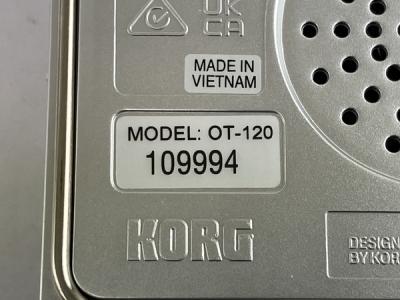 UK
CA
MADE IN
VIETNAM
MODEL: OT-120
109994
KORG
DESIGN
BY KOR